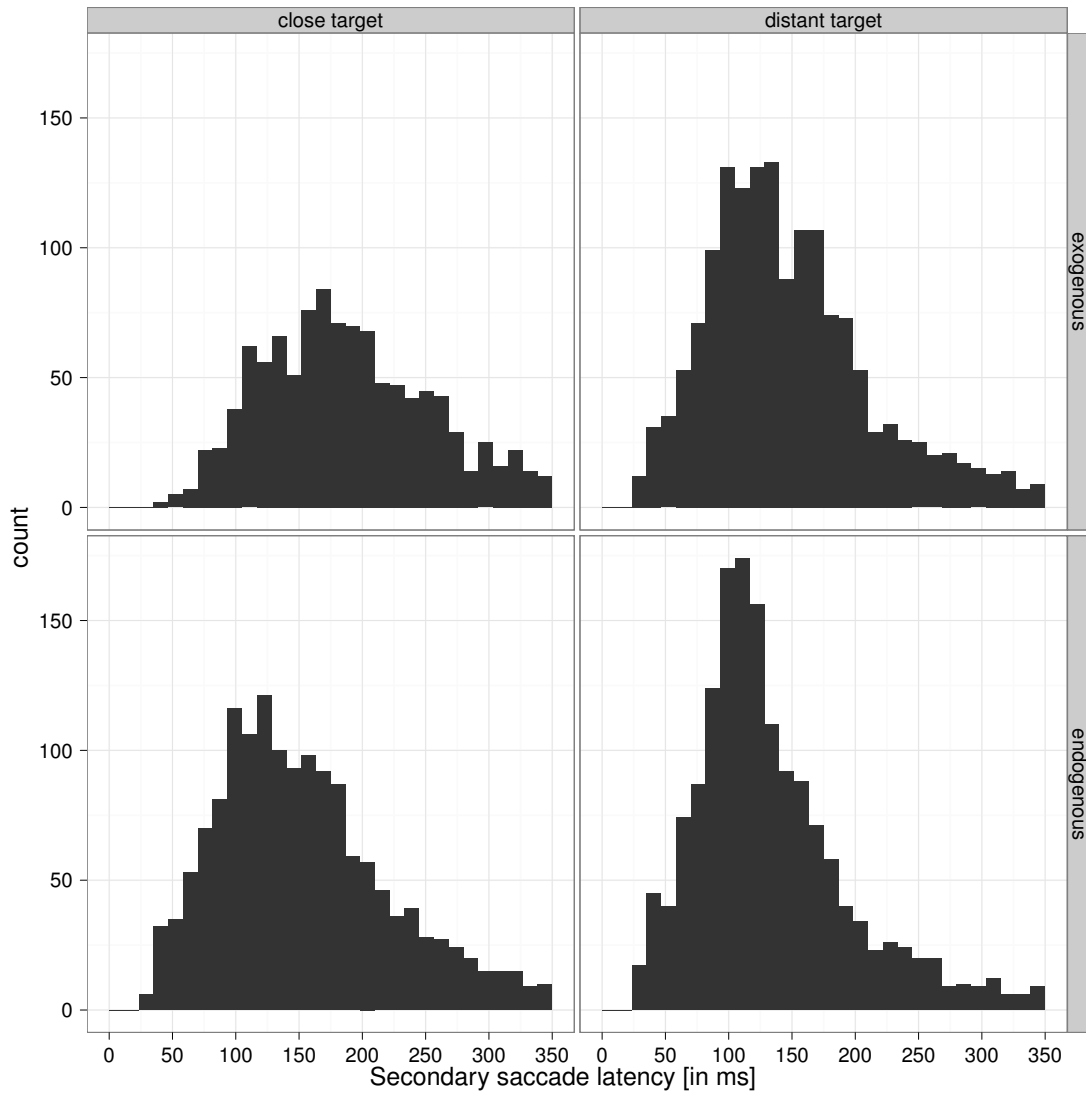 close target
distant target
150
100
50
0
exogenous
count
150
100
50
0
endogenous
0 50 100 150 200 250 300 350
0 50 100 150 200 250 300 350
Secondary saccade latency [in ms]